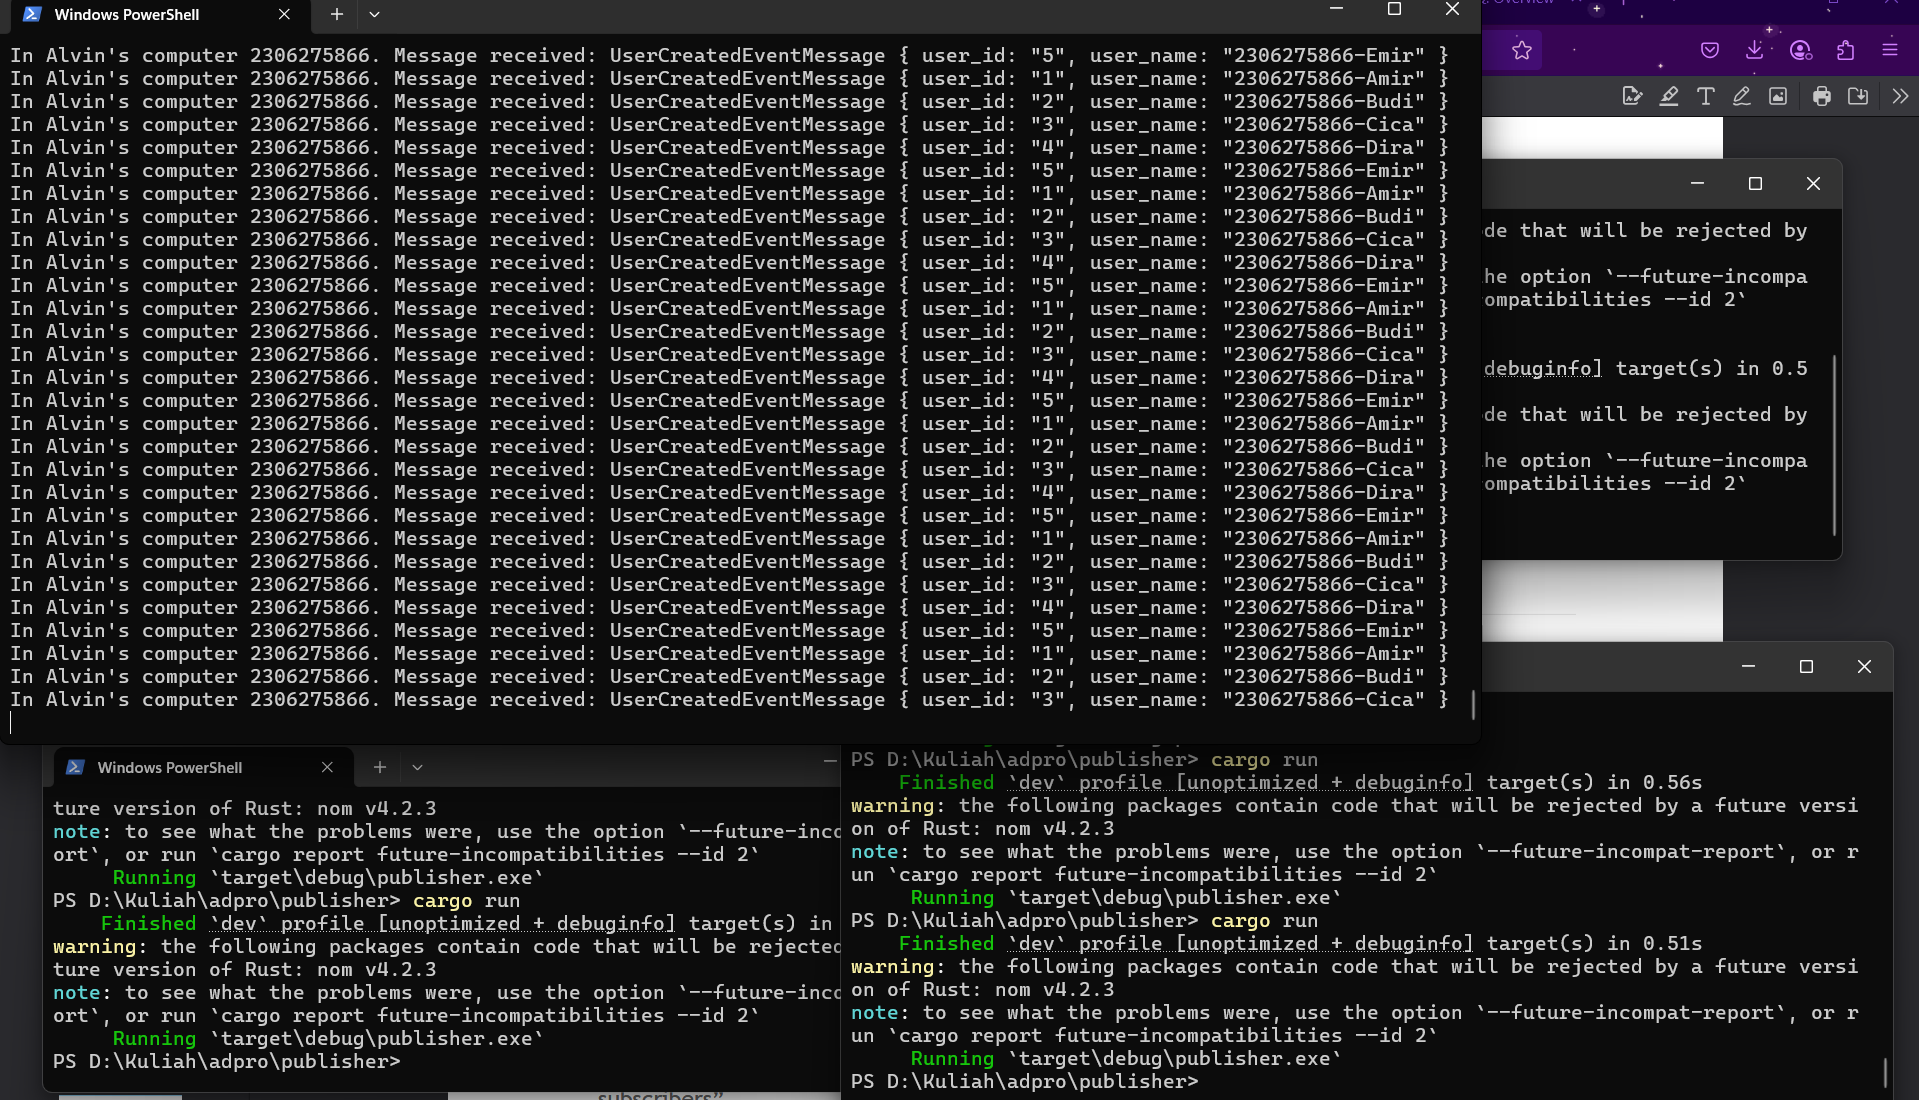 Windows PowerShell
In Alvin's computer 2306275866. Message received: UserCreatedEventMessage { user_id: "5", user_name: "2306275866-Emir" }
In Alvin's computer 2306275866. Message received: UserCreatedEventMessage { user_id: "1", user_name: "2306275866-Amir" }
In Alvin's computer 2306275866. Message received: UserCreatedEventMessage { user_id: "2", user_name: "2306275866-Budi" }
In Alvin's computer 2306275866. Message received: UserCreatedEventMessage { user_id: "3", user_name: "2306275866-Cica" }
In Alvin's computer 2306275866. Message received: UserCreatedEventMessage { user_id: "4", user_name: "2306275866-Dira" }
In Alvin's computer 2306275866. Message received: UserCreatedEventMessage { user_id: "5", user_name: "2306275866-Emir" }
In Alvin's computer 2306275866. Message received: UserCreatedEventMessage { user_id: "1", user_name: "2306275866-Amir" }
In Alvin's computer 2306275866. Message received: UserCreatedEventMessage { user_id: "2", user_name: "2306275866-Budi" }
In Alvin's computer 2306275866. Message received: UserCreatedEventMessage { user_id: "3", user_name: "2306275866-Cica" }
In Alvin's computer 2306275866. Message received: UserCreatedEventMessage { user_id: "4", user_name: "2306275866-Dira" }
In Alvin's computer 2306275866. Message received: UserCreatedEventMessage { user_id: "5", user_name: "2306275866-Emir" }
In Alvin's computer 2306275866. Message received: UserCreatedEventMessage { user_id: "1", user_name: "2306275866-Amir" }
In Alvin's computer 2306275866. Message received: UserCreatedEventMessage { user_id: "2", user_name: "2306275866-Budi" }
In Alvin's computer 2306275866. Message received: UserCreatedEventMessage { user_id: "3", user_name: "2306275866-Cica" }
In Alvin's computer 2306275866. Message received: UserCreatedEventMessage { user_id: "4", user_name: "2306275866-Dira" }
In Alvin's computer 2306275866. Message received: UserCreatedEventMessage { user_id: "5", user_name: "2306275866-Emir" }
In Alvin's computer 2306275866. Message received: UserCreatedEventMessage { user_id: "1", user_name: "2306275866-Amir" }
In Alvin's computer 2306275866. Message received: UserCreatedEventMessage { user_id: "2", user_name: "2306275866-Budi" }
In Alvin's computer 2306275866. Message received: UserCreatedEventMessage { user_id: "3", user_name: "2306275866-Cica" }
In Alvin's computer 2306275866. Message received: UserCreatedEventMessage { user_id: "4", user_name: "2306275866-Dira" }
In Alvin's computer 2306275866. Message received: UserCreatedEventMessage { user_id: "5", user_name: "2306275866-Emir" }
In Alvin's computer 2306275866. Message received: UserCreatedEventMessage { user_id: "1", user_name: "2306275866-Amir" }
In Alvin's computer 2306275866. Message received: UserCreatedEventMessage { user_id: "2", user_name: "2306275866-Budi" }
In Alvin's computer 2306275866. Message received: UserCreatedEventMessage { user_id: "3", user_name: "2306275866-Cica" }
In Alvin's computer 2306275866. Message received: UserCreatedEventMessage { user_id: "4", user_name: "2306275866-Dira" }
In Alvin's computer 2306275866. Message received: UserCreatedEventMessage { user_id: "5", user_name: "2306275866-Emir" }
In Alvin's computer 2306275866. Message received: UserCreatedEventMessage { user_id: "1", user_name: "2306275866-Amir" }
In Alvin's computer 2306275866. Message received: UserCreatedEventMessage { user_id: "2", user_name: "2306275866-Budi" }
In Alvin's computer 2306275866. Message received: UserCreatedEventMessage { user_id: "3", user_name: "2306275866-Cica" }
Overview
de that will be rejected by
he option `--future-incompa
ompatibilities --id 2`
debuginfo] target(s) in 0.5
de that will be rejected by
he option `--future-incompa
ompatibilities --id 2`
Windows PowerShell
ture version of Rust: nom v4.2.3
note: to see what the problems were, use the option `--future-inco
ort`, or run `cargo report future-incompatibilities --id 2`
Running `target\debug\publisher.exe`
PS D:\Kuliah\adpro\publisher> cargo run
Finished `dev` profile [unoptimized + debuginfo] target(s) in
warning: the following packages contain code that will be rejected
ture version of Rust: nom v4.2.3
note: to see what the problems were, use the option `--future-inco
ort`, or run `cargo report future-incompatibilities --id 2`
Running `target\debug\publisher.exe`
PS D:\Kuliah\adpro\publisher>
PS D:\Kuliah\adpro\publisher> cargo run
Finished `dev` profile [unoptimized + debuginfo] target(s) in 0.56s
warning: the following packages contain code that will be rejected by a future versi
on of Rust: nom v4.2.3
note: to see what the problems were, use the option `--future-incompat-report`, or r
un `cargo report future-incompatibilities --id 2`
Running `target\debug\publisher.exe`
PS D:\Kuliah\adpro\publisher> cargo run
Finished `dev` profile [unoptimized + debuginfo] target(s) in 0.51s
warning: the following packages contain code that will be rejected by a future versi
on of Rust: nom v4.2.3
note: to see what the problems were, use the option `--future-incompat-report`, or r
un `cargo report future-incompatibilities --id 2`
Running `target\debug\publisher.exe`
PS D:\Kuliah\adpro\publisher>
subscribers”